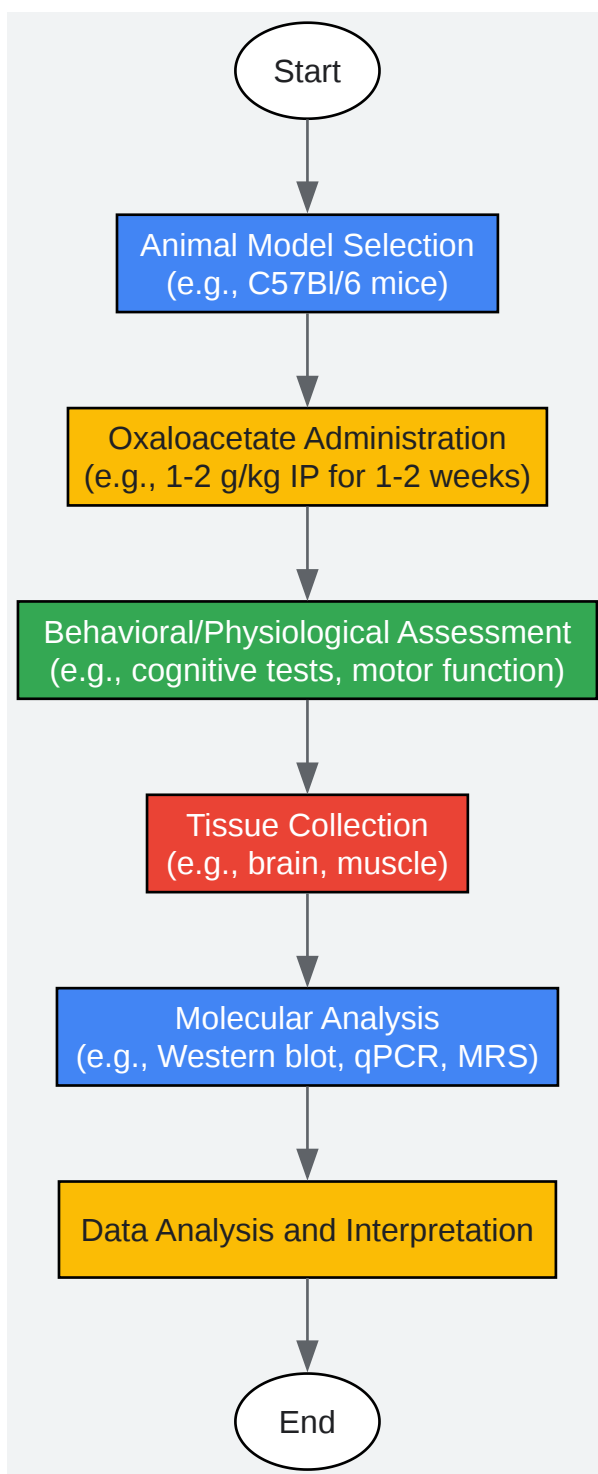 Start
Animal Model Selection
(e.g., C57Bl/6 mice)
Oxaloacetate Administration
(e.g., 1-2 g/kg IP for 1-2 weeks)
Behavioral/Physiological Assessment
(e.g., cognitive tests, motor function)
Tissue Collection
(e.g., brain, muscle)
Molecular Analysis
(e.g., Western blot, qPCR, MRS)
Data Analysis and Interpretation
End